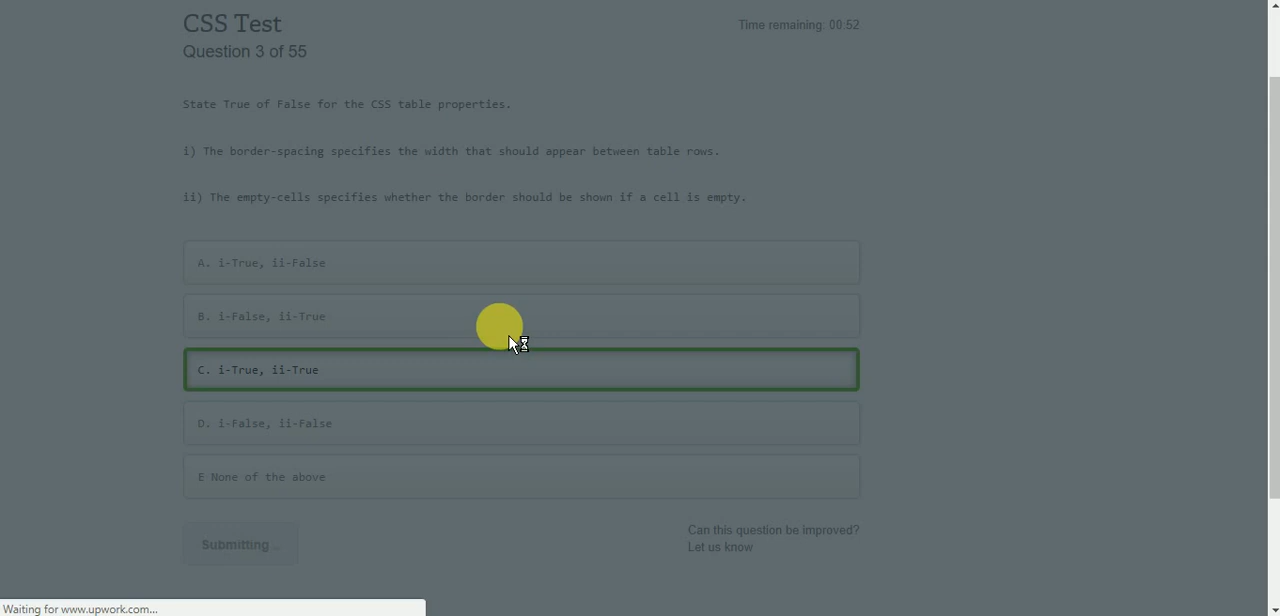 CSS Test
Time remaining: 00:52
Question 3 of 55
State True of False for the CSS table properties.
i) The border-spacing specifies the width that should appear between table rows.
ii) The empty-cells specifies whether the border should be shown if a cell is empty.
A. i-True, ii-False
B. i-False, ii-True
C. i-True, ii-True
D. i-False, ii-False
E None of the above
Submitting ...
Can this question be improved?
Let us know
Waiting for www.upwork.com...